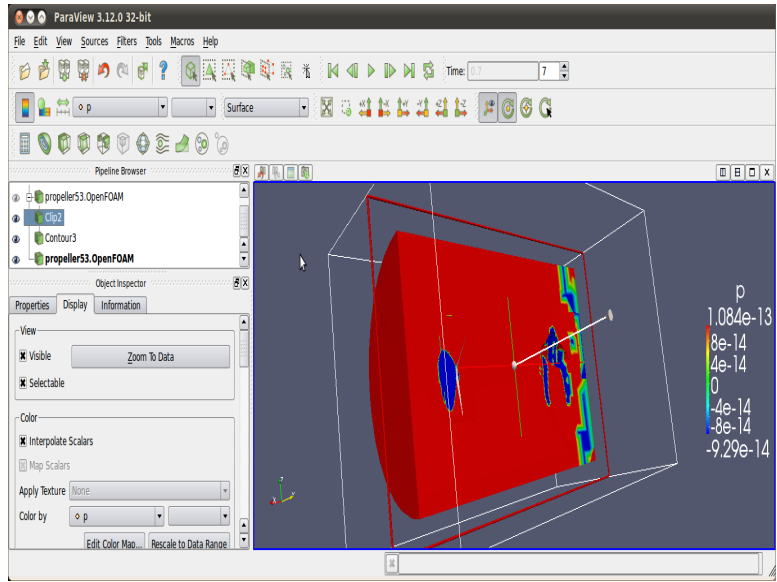 ParaView 3.12.0 32-bit
File Edit View Sources Filters Tools Macros Help
Time: 0.7 7
p Surface
Pipeline Browser
propeller53.OpenFOAM
Clip2
Contour3
propeller53.OpenFOAM
Object Inspector
Properties Display Information
View
Visible Zoom To Data
Selectable
Color
Interpolate Scalars
Map Scalars
Apply Texture None
Color by p
Edit Color Map... Rescale to Data Range
p
1.084e-13
8e-14
4e-14
0
-4e-14
-8e-14
-9.29e-14